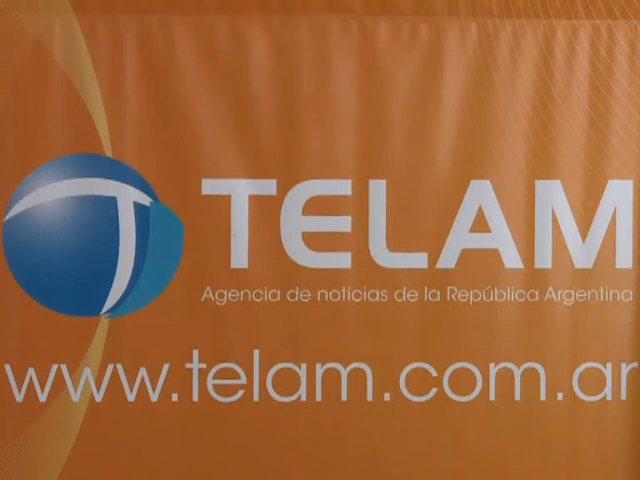 TELAM
Agencia de noticias de la República Argentina
www.telam.com.ar